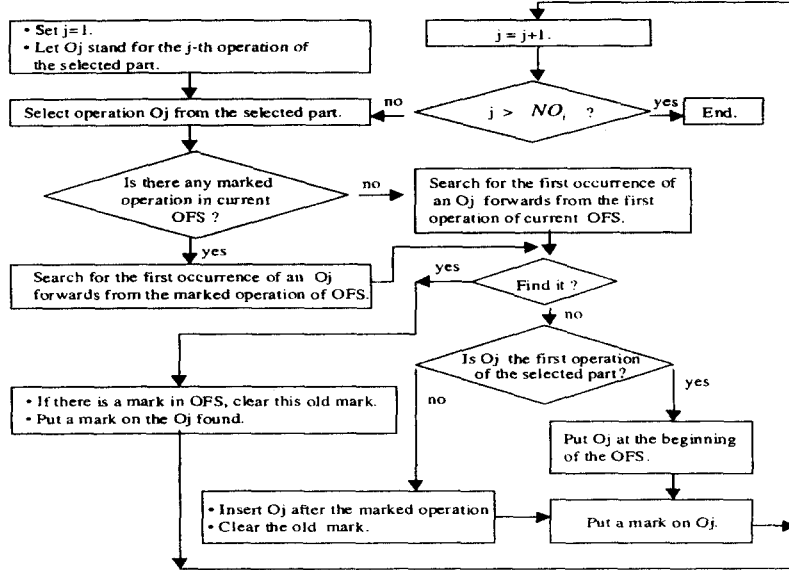 • Set j=1.
• Let Oj stand for the j-th operation of
the selected part.
j = j+1.
Select operation Oj from the selected part.
no
j > NOi ?
yes
End.
Is there any marked
operation in current
OFS ?
no
Search for the first occurrence of
an Oj forwards from the first
operation of current OFS.
yes
Search for the first occurrence of an Oj
forwards from the marked operation of OFS.
yes
Find it ?
no
Is Oj the first operation
of the selected part?
yes
no
• If there is a mark in OFS, clear this old mark.
• Put a mark on the Oj found.
Put Oj at the beginning
of the OFS.
• Insert Oj after the marked operation
• Clear the old mark.
Put a mark on Oj.